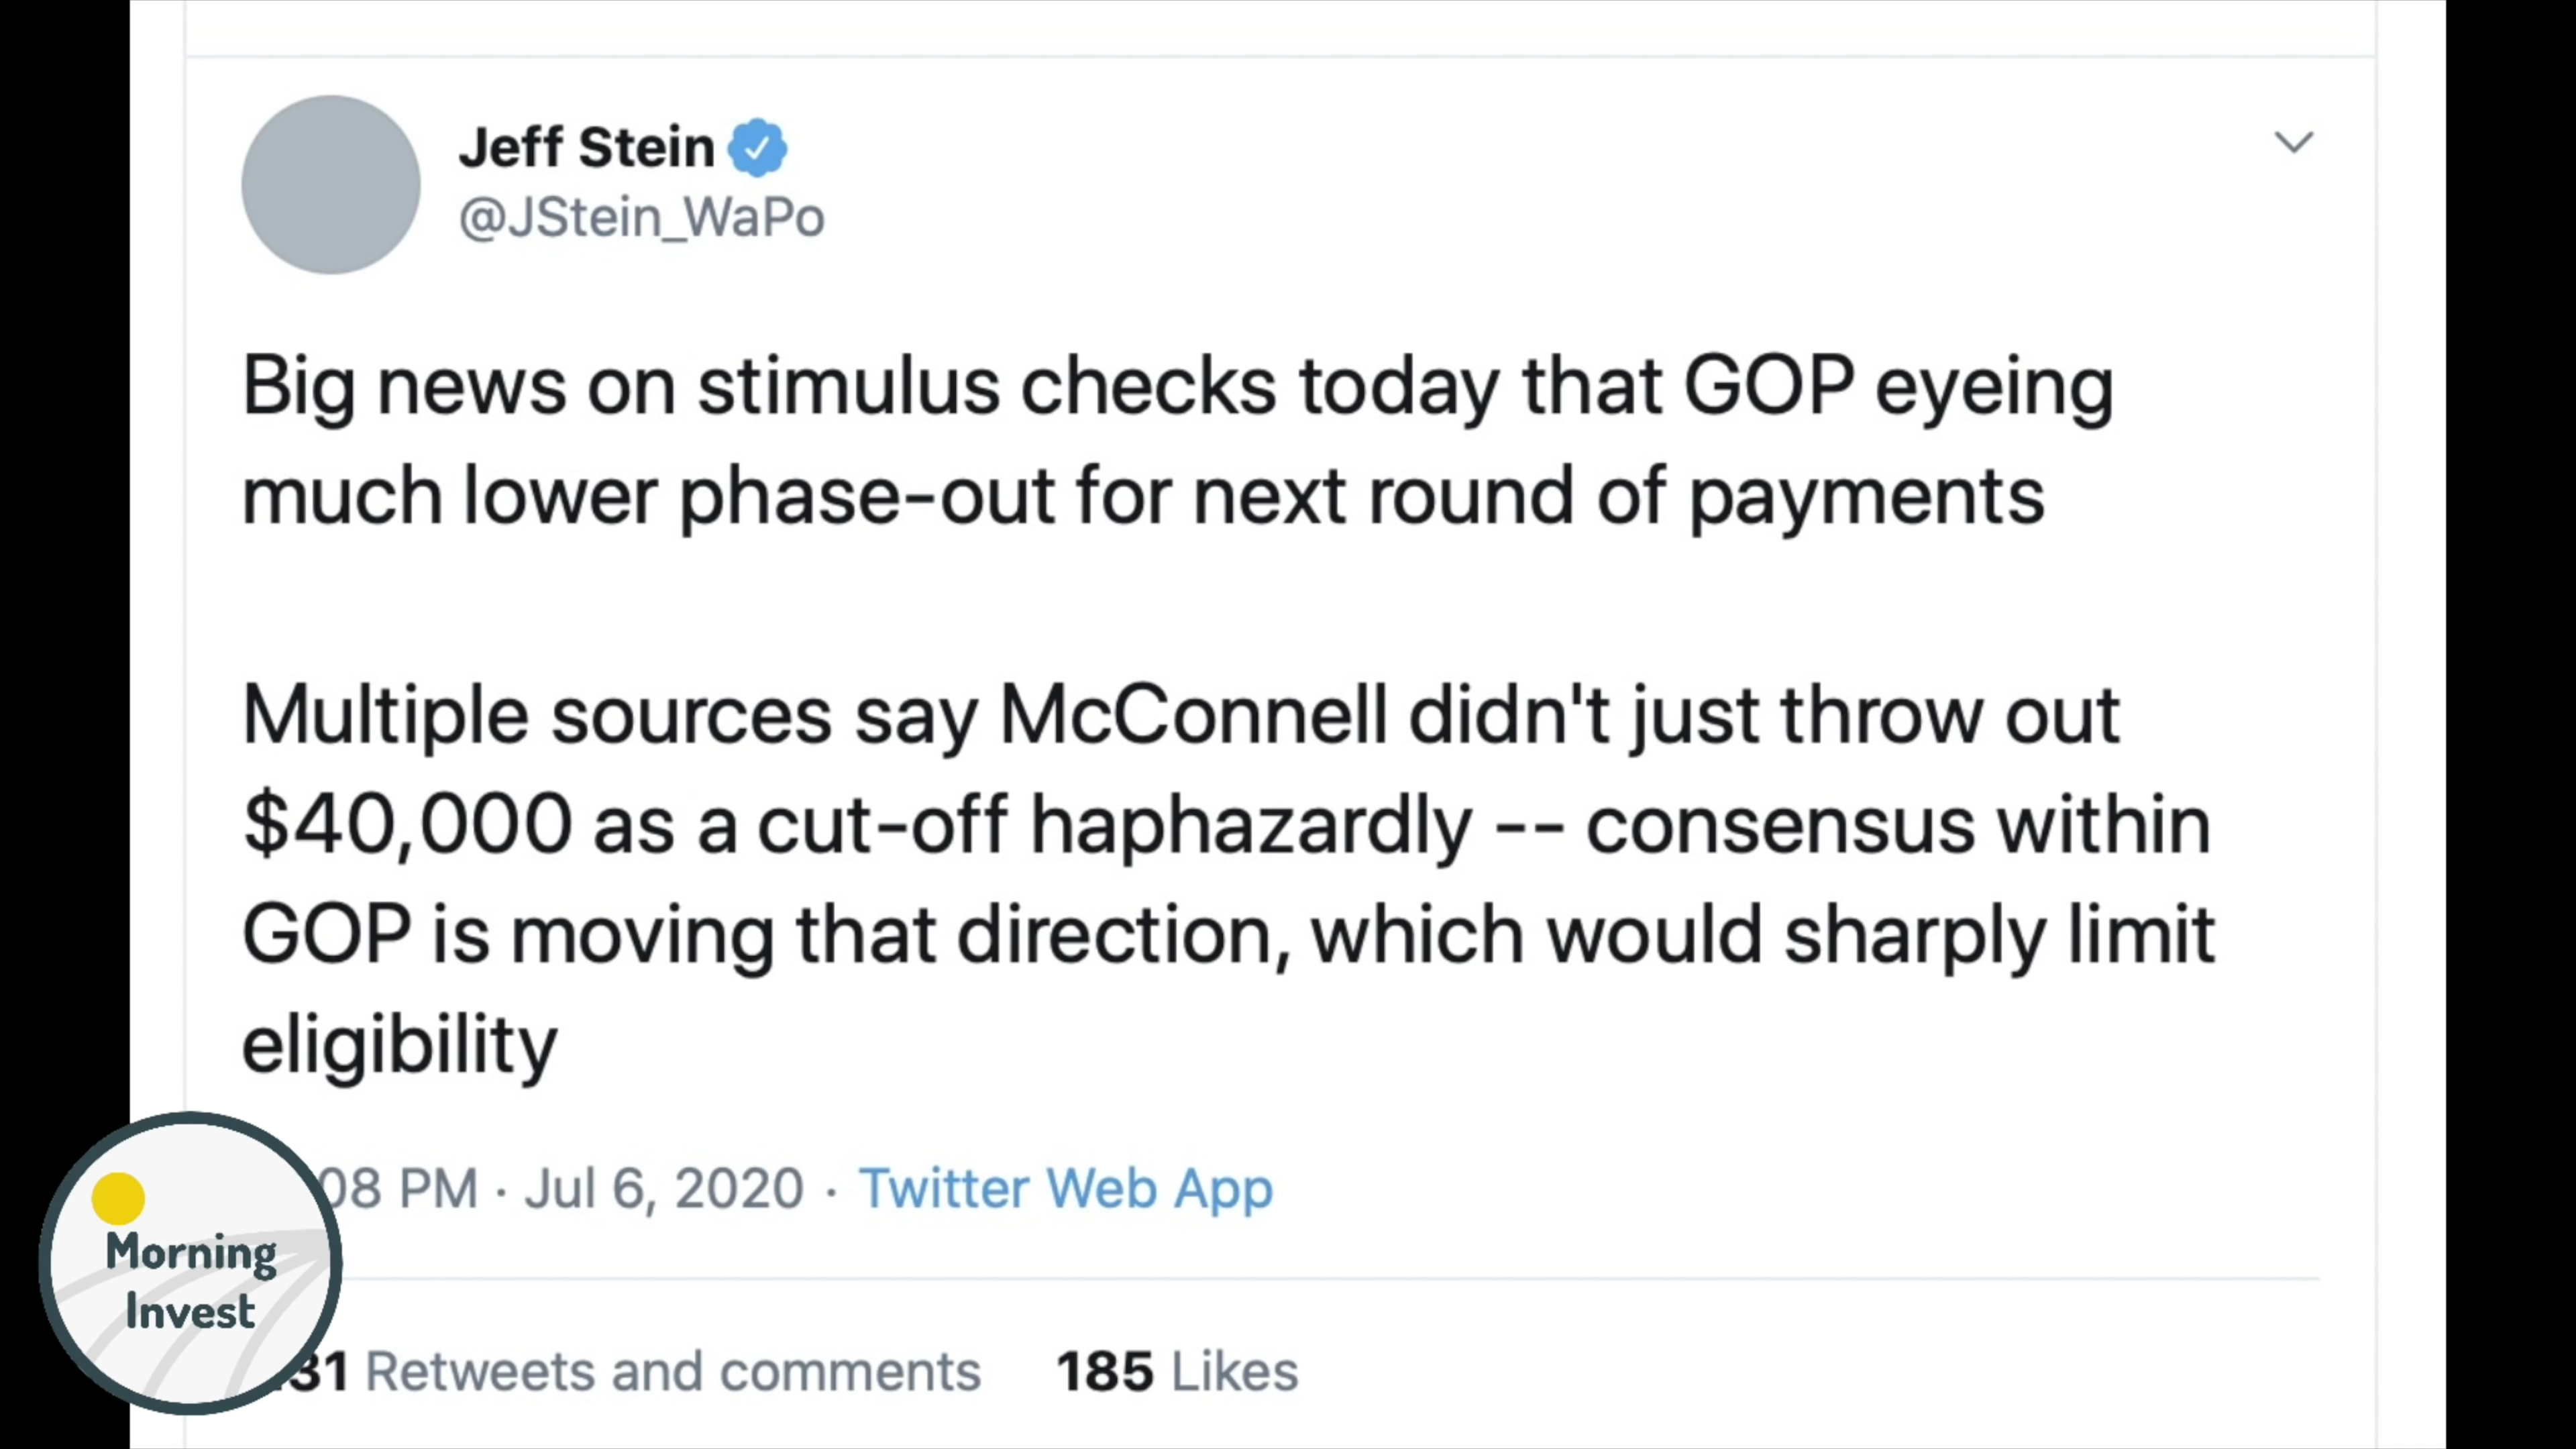 Jeff Stein
@JStein_WaPo
Big news on stimulus checks today that GOP eyeing
much lower phase-out for next round of payments
Multiple sources say McConnell didn't just throw out
$40,000 as a cut-off haphazardly -- consensus within
GOP is moving that direction, which would sharply limit
eligibility
08 PM · Jul 6, 2020 · Twitter Web App
Morning
Invest
Retweets and comments 185 Likes